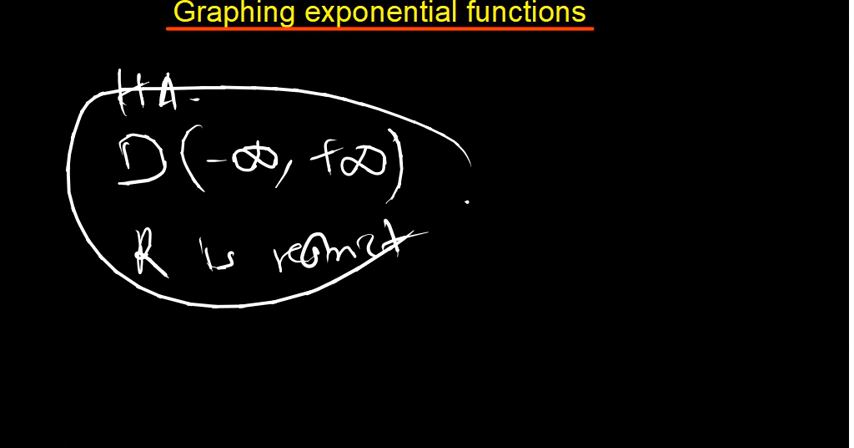 Graphing exponential functions
HA.
D (-∞, +∞)
R is